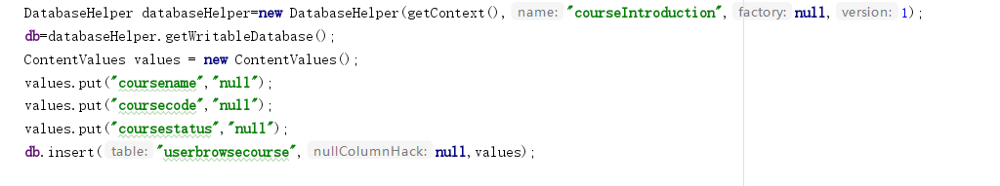 DatabaseHelper databaseHelper=new DatabaseHelper(getContext(), name: "courseIntroduction", factory: null, version: 1);
db=databaseHelper.getWritableDatabase();
ContentValues values = new ContentValues();
values.put("coursename","null");
values.put("coursecode","null");
values.put("coursestatus","null");
db.insert( table: "userbrowsecourse", nullColumnHack: null,values);